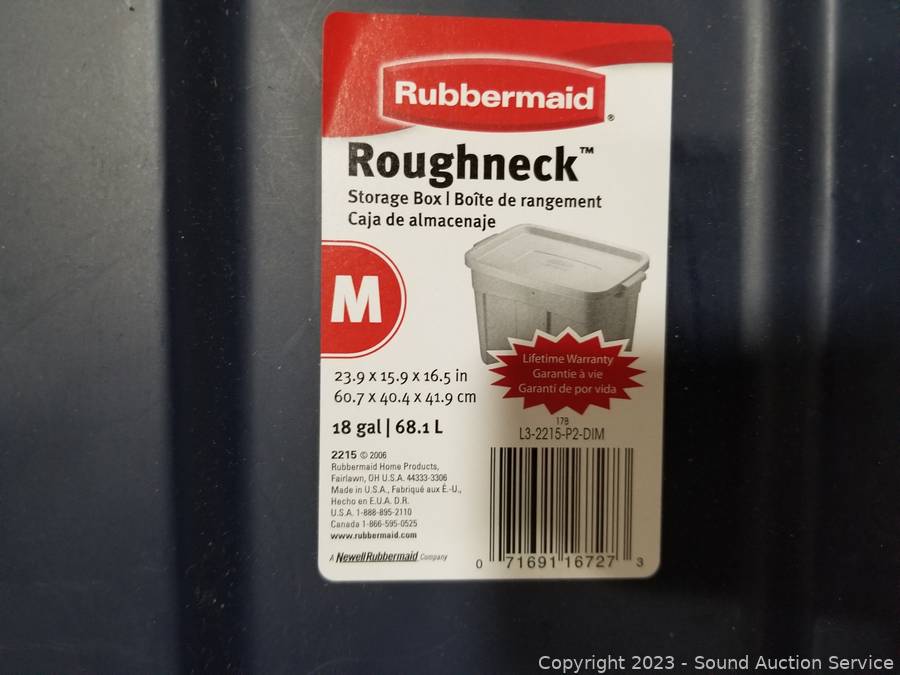 Rubbermaid®
Roughneck™
Storage Box | Boîte de rangement
Caja de almacenaje
M
Lifetime Warranty
Garantie à vie
Garantí de por vida
23.9 x 15.9 x 16.5 in
60.7 x 40.4 x 41.9 cm
18 gal | 68.1 L
17B
L3-2215-P2-DIM
2215 © 2006
Rubbermaid Home Products,
Fairlawn, OH U.S.A. 44333-3306
Made in U.S.A., Fabriqué aux É.-U.,
Hecho en E.U.A. D.R.
U.S.A. 1-888-895-2110
Canada 1-866-595-0525
www.rubbermaid.com
A NewellRubbermaid Company
0 71691 16727 3
Copyright 2023 - Sound Auction Service